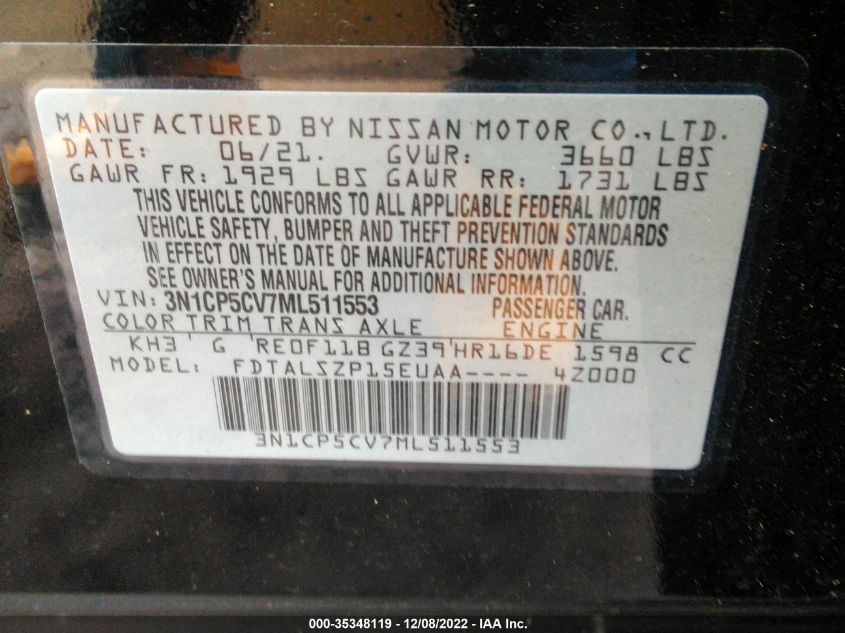 MANUFACTURED BY NISSAN MOTOR CO.,LTD.
DATE: 06/21. GVWR: 3660 LBS
GAWR FR: 1929 LBS GAWR RR: 1731 LBS
THIS VEHICLE CONFORMS TO ALL APPLICABLE FEDERAL MOTOR
VEHICLE SAFETY, BUMPER AND THEFT PREVENTION STANDARDS
IN EFFECT ON THE DATE OF MANUFACTURE SHOWN ABOVE.
SEE OWNER'S MANUAL FOR ADDITIONAL INFORMATION.
VIN: 3N1CP5CV7ML511553 PASSENGER CAR.
COLOR TRIM TRANS AXLE ENGINE
KH3 G RE0F11B GZ39 HR16DE 1598 CC
MODEL: FDTALSZP15EUAA---- 4Z000
3N1CP5CV7ML511553
000-35348119 - 12/08/2022 - IAA Inc.